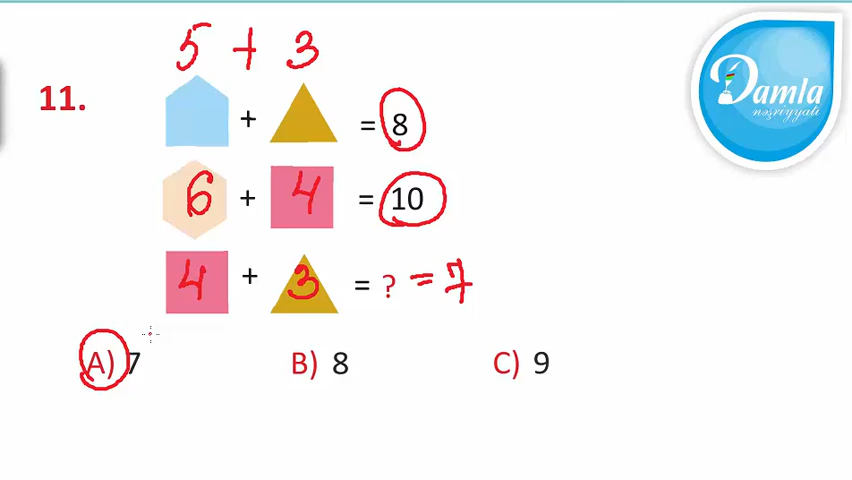 5 + 3
11.
+ = 8
6 + 4 = 10
4 + 3 = ? = 7
A) 7 B) 8 C) 9
Damla
nəşriyyatı